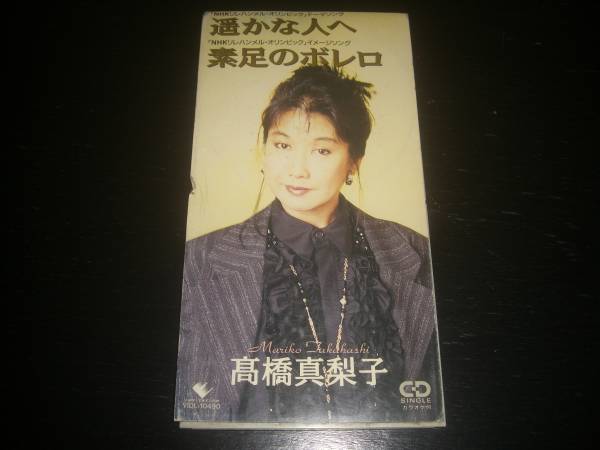 「NHKリレハンメル・オリンピック」テーマソング
遥かな人へ
「NHKリレハンメル・オリンピック」イメージソング
素足のボレロ
Mariko Takahashi
髙橋真梨子
VIDL-10490
CD
SINGLE
カラオケ付